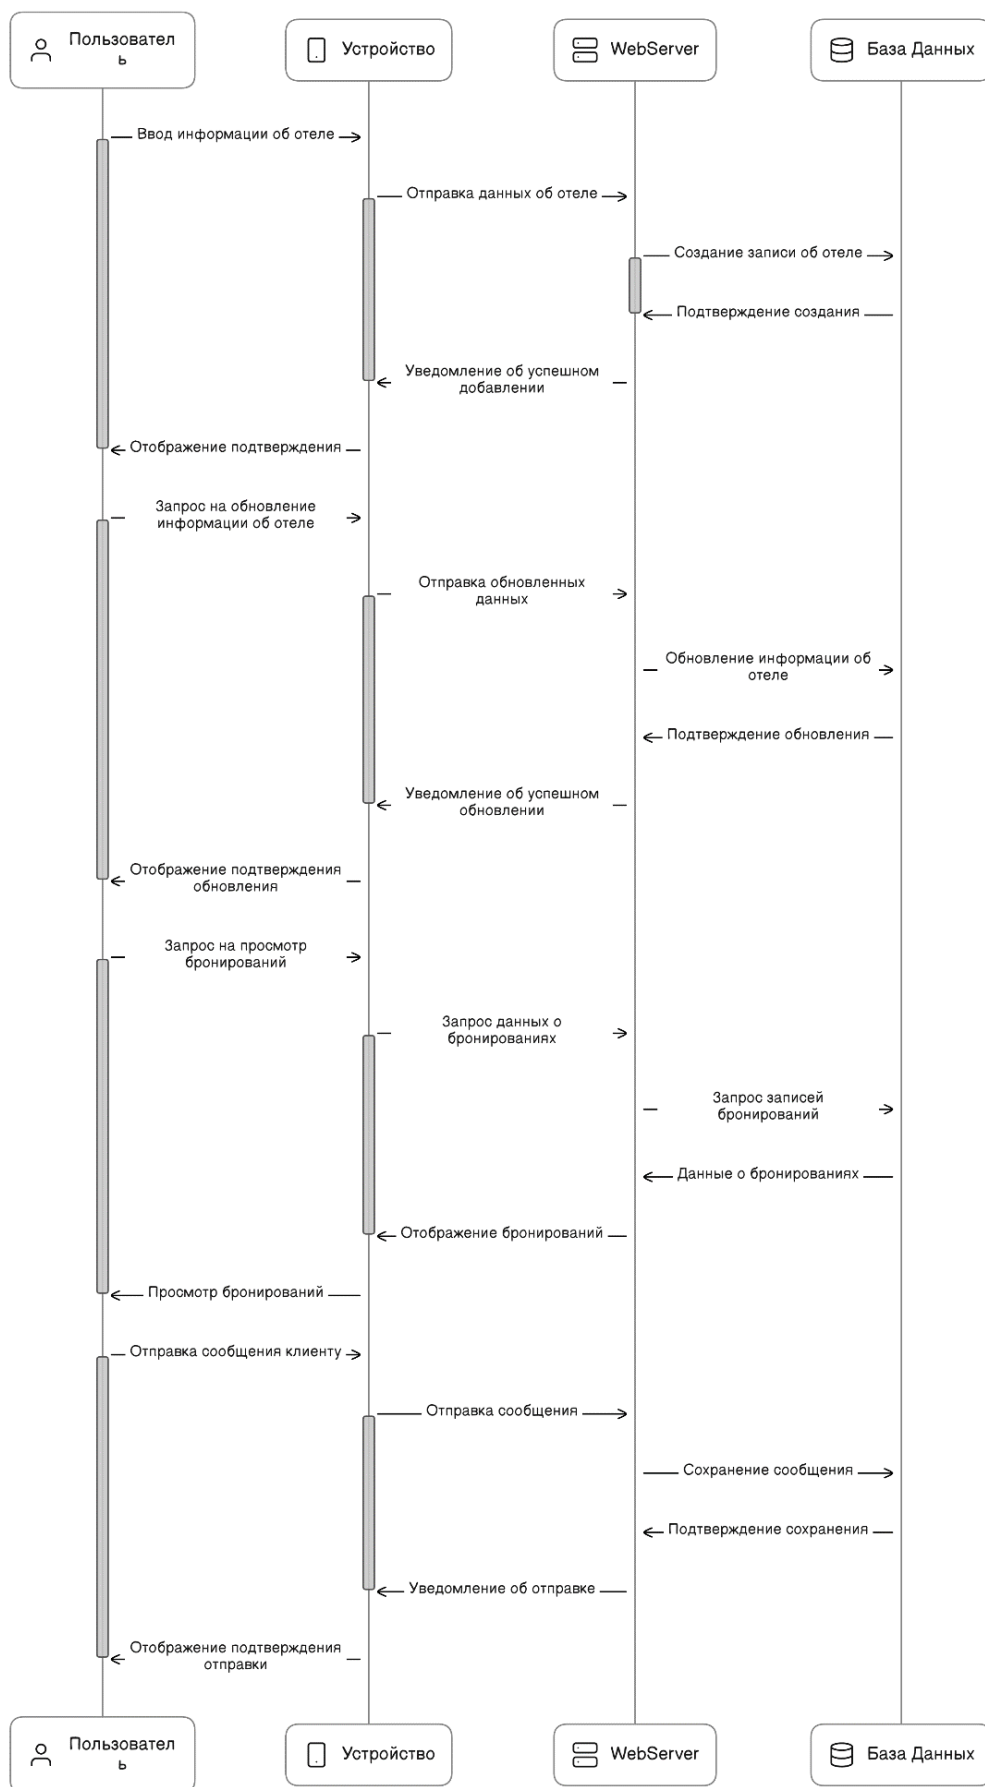 Пользовател
ь
Устройство
WebServer
База Данных
Ввод информации об отеле
Отправка данных об отеле
Создание записи об отеле
Подтверждение создания
Уведомление об успешном
добавлении
Отображение подтверждения
Запрос на обновление
информации об отеле
Отправка обновленных
данных
Обновление информации об
отеле
Подтверждение обновления
Уведомление об успешном
обновлении
Отображение подтверждения
обновления
Запрос на просмотр
бронирований
Запрос данных о
бронированиях
Запрос записей
бронирований
Данные о бронированиях
Отображение бронирований
Просмотр бронирований
Отправка сообщения клиенту
Отправка сообщения
Сохранение сообщения
Подтверждение сохранения
Уведомление об отправке
Отображение подтверждения
отправки
Пользовател
ь
Устройство
WebServer
База Данных